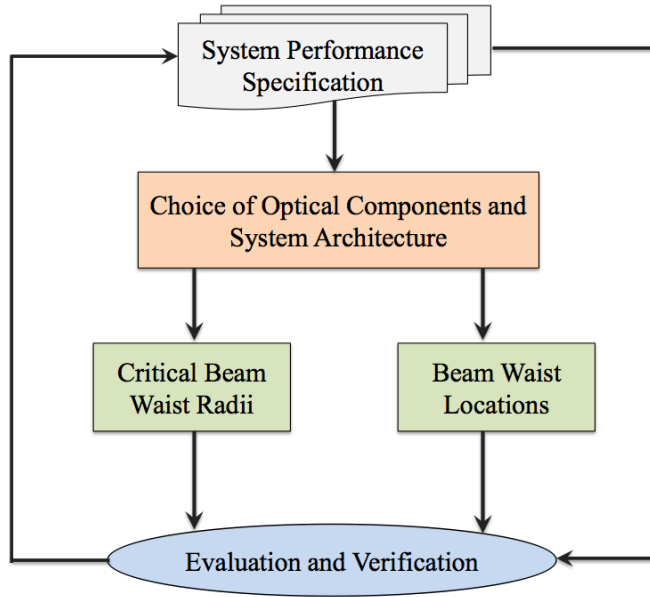 System Performance
Specification
Choice of Optical Components and
System Architecture
Critical Beam
Waist Radii
Beam Waist
Locations
Evaluation and Verification